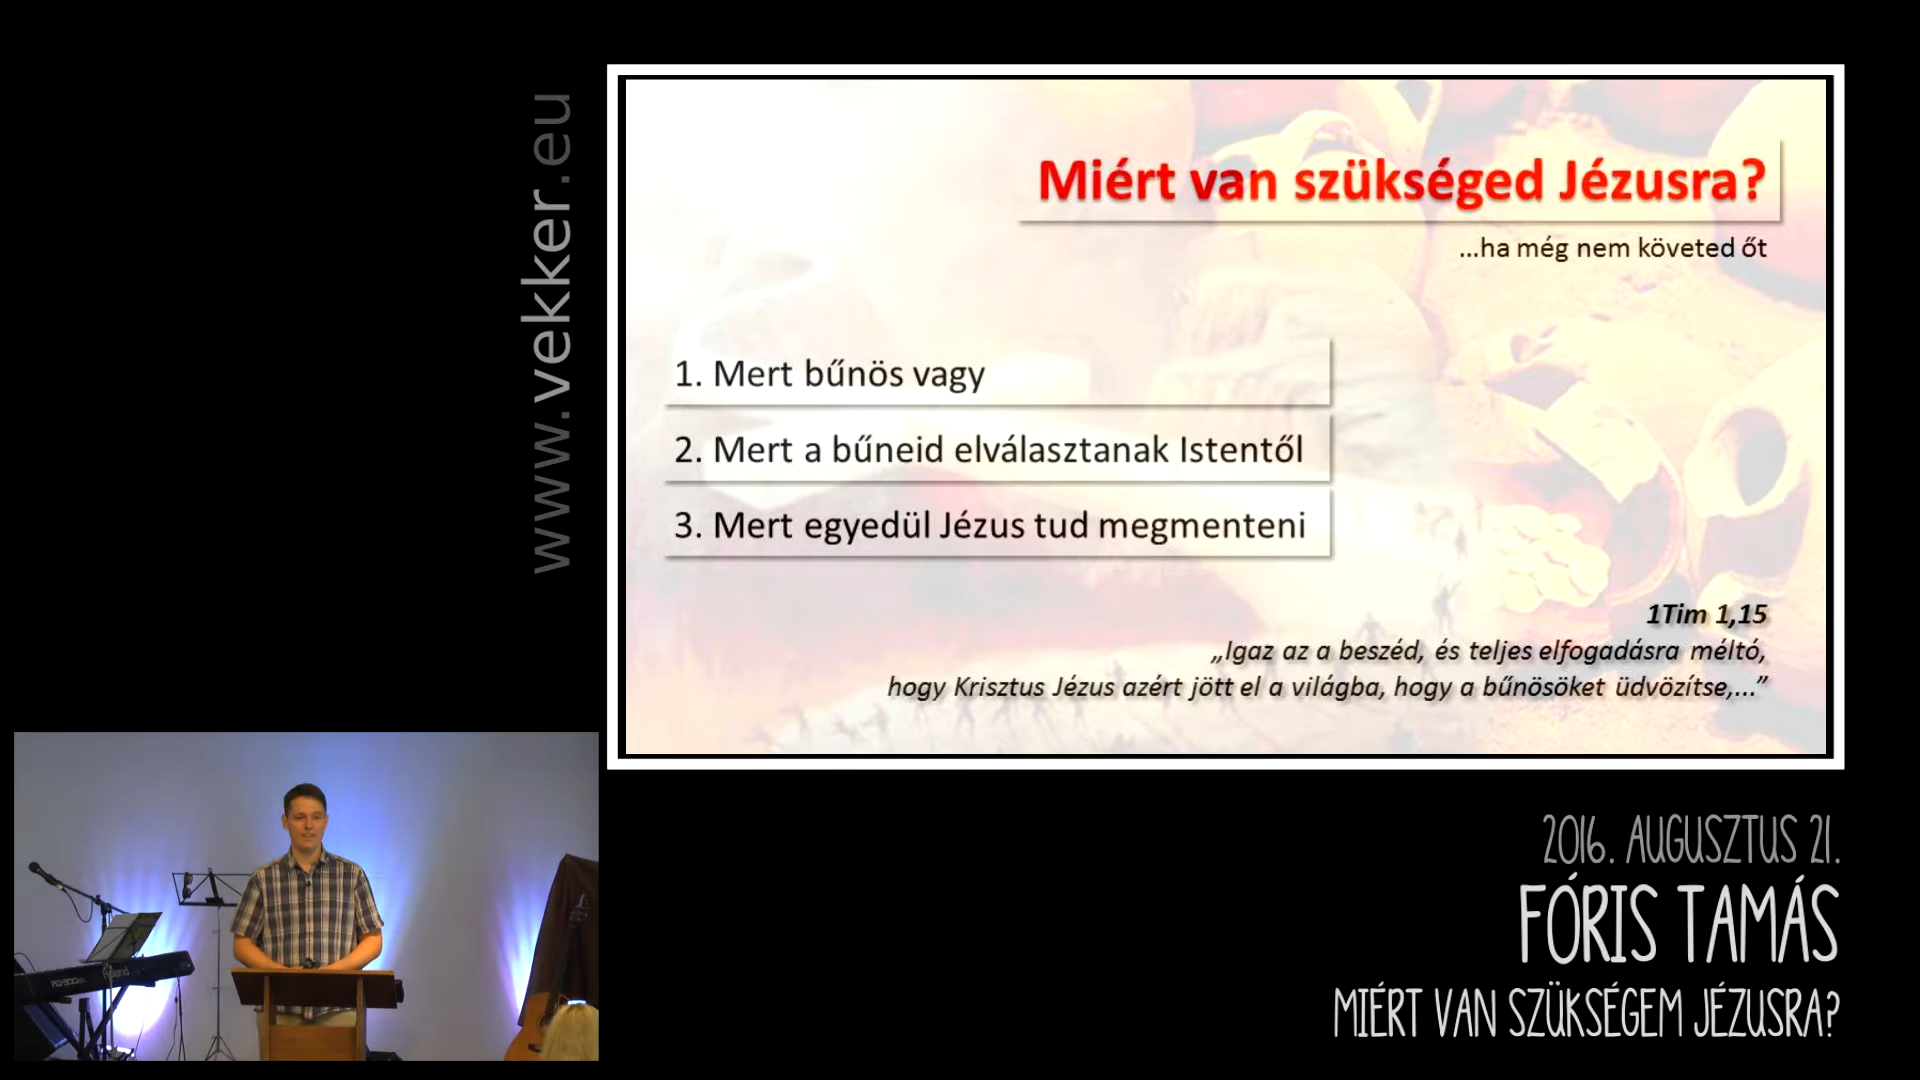 www.vekker.eu
Miért van szükséged Jézusra?
...ha még nem követed őt
1. Mert bűnös vagy
2. Mert a bűneid elválasztanak Istentől
3. Mert egyedül Jézus tud megmenteni
1Tim 1,15
„Igaz az a beszéd, és teljes elfogadásra méltó,
hogy Krisztus Jézus azért jött el a világba, hogy a bűnösöket üdvözítse,...”
2016. AUGUSZTUS 21.
FÓRIS TAMÁS
MIÉRT VAN SZÜKSÉGEM JÉZUSRA?
Roland